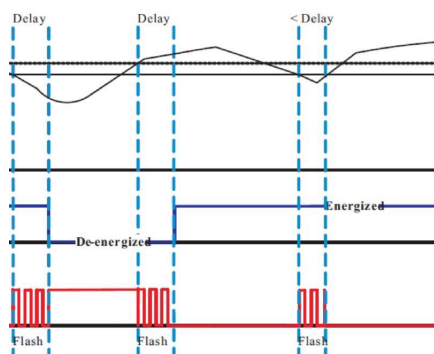 Delay Delay < Delay
Energized
De-energized
Flash Flash Flash